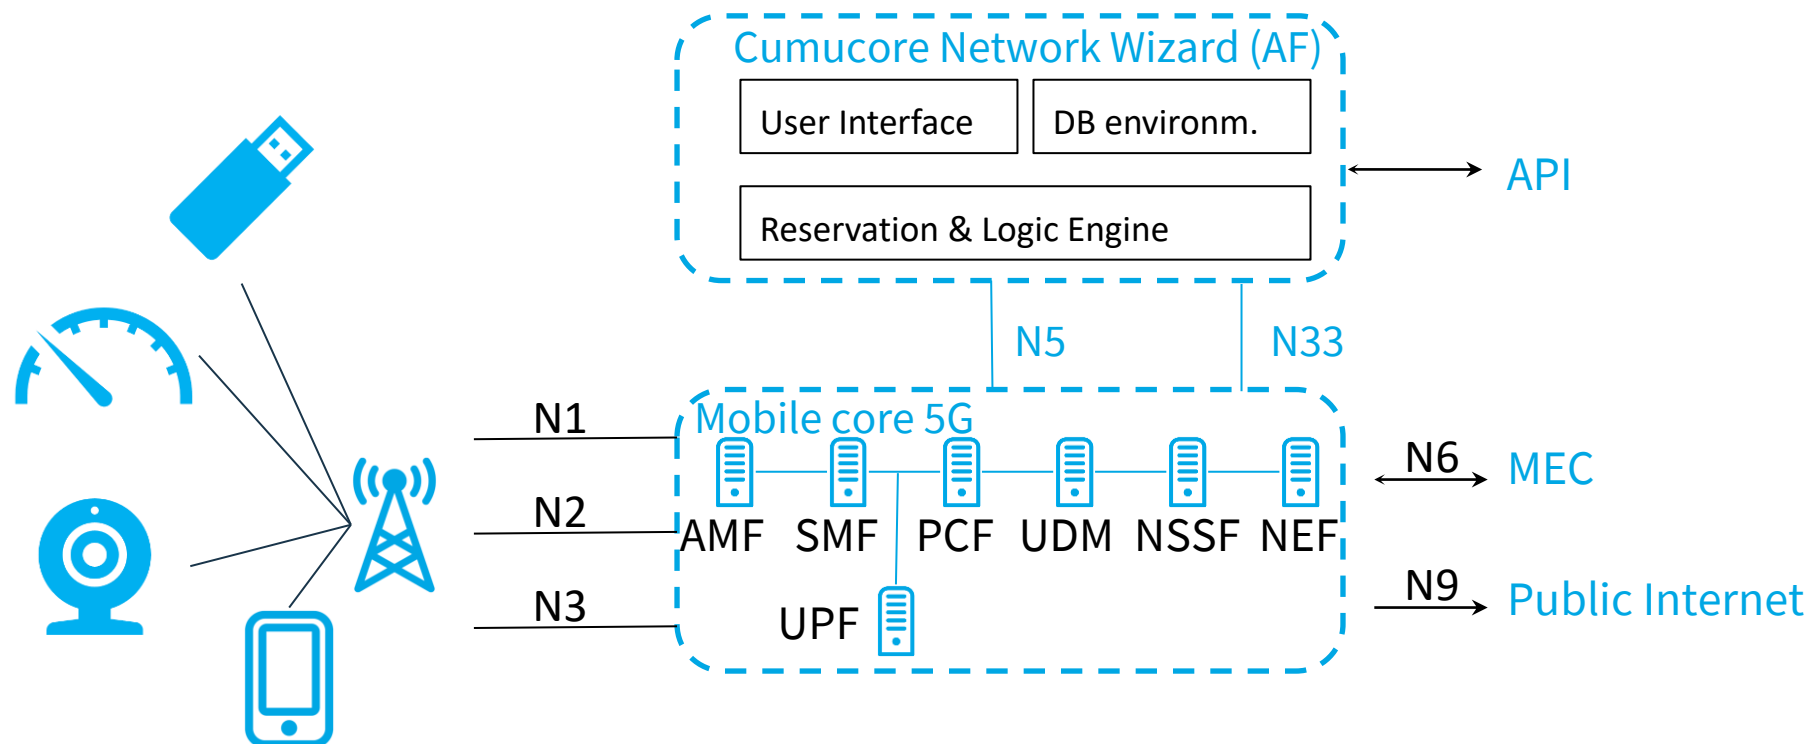 Cumucore Network Wizard (AF)
User Interface
DB environm.
Reservation & Logic Engine
API
N5
N33
Mobile core 5G
N1
N2
N3
AMF
SMF
PCF
UDM
NSSF
NEF
UPF
N6
MEC
N9
Public Internet